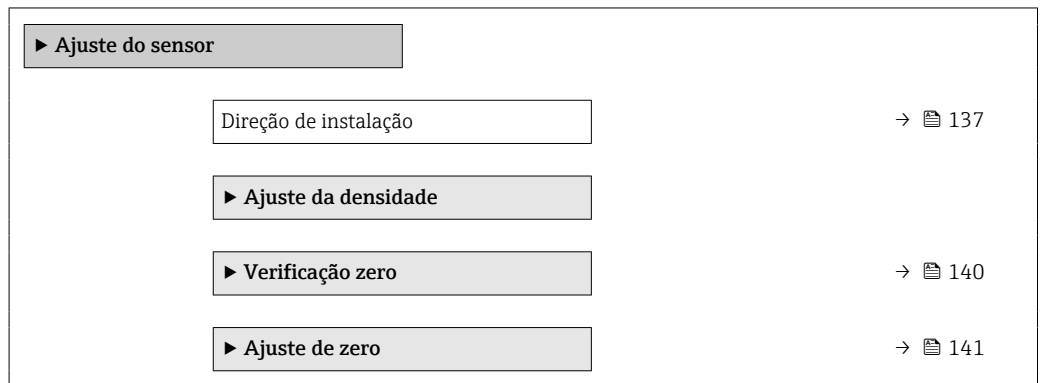 ▶ Ajuste do sensor
Direção de instalação → 137
▶ Ajuste da densidade
▶ Verificação zero → 140
▶ Ajuste de zero → 141